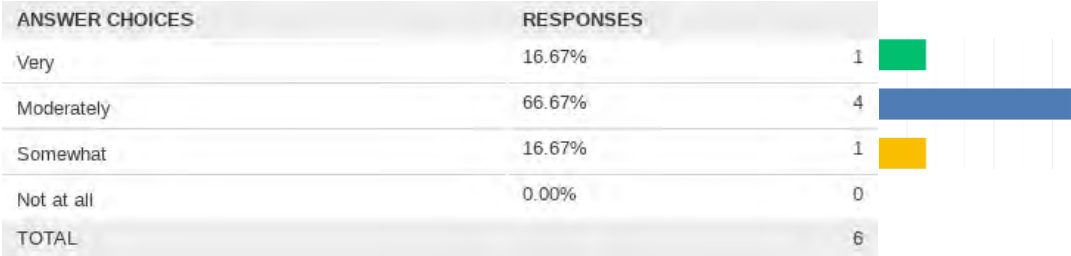 ANSWER CHOICES RESPONSES
Very 16.67% 1
Moderately 66.67% 4
Somewhat 16.67% 1
Not at all 0.00% 0
TOTAL 6